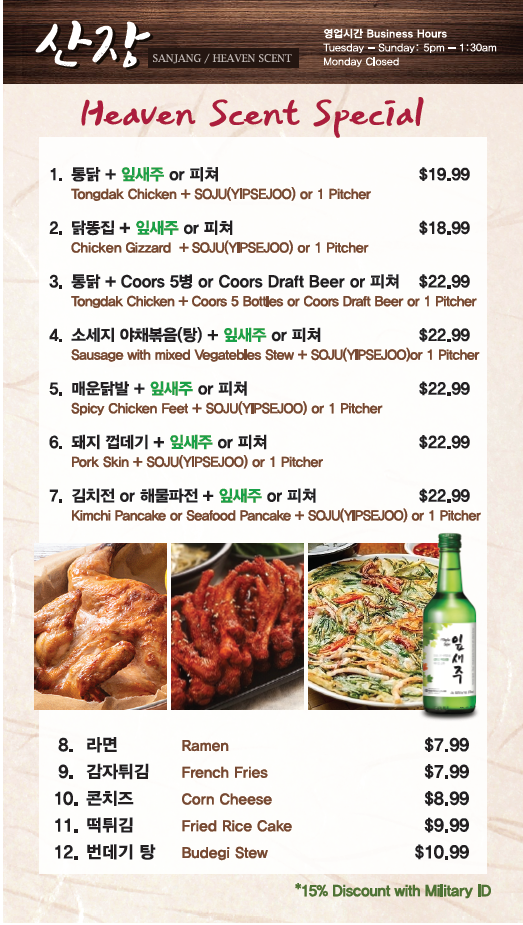 산장
SANJANG / HEAVEN SCENT
영업시간 Business Hours
Tuesday – Sunday: 5pm – 1:30am
Monday Closed
Heaven Scent Special
1. 통닭 + 잎새주 or 피쳐 $19.99
Tongdak Chicken + SOJU(YIPSEJOO) or 1 Pitcher
2. 닭똥집 + 잎새주 or 피쳐 $18.99
Chicken Gizzard + SOJU(YIPSEJOO) or 1 Pitcher
3. 통닭 + Coors 5병 or Coors Draft Beer or 피쳐 $22.99
Tongdak Chicken + Coors 5 Bottles or Coors Draft Beer or 1 Pitcher
4. 소세지 야채볶음(탕) + 잎새주 or 피쳐 $22.99
Sausage with mixed Vegatebles Stew + SOJU(YIPSEJOO)or 1 Pitcher
5. 매운닭발 + 잎새주 or 피쳐 $22.99
Spicy Chicken Feet + SOJU(YIPSEJOO) or 1 Pitcher
6. 돼지 껍데기 + 잎새주 or 피쳐 $22.99
Pork Skin + SOJU(YIPSEJOO) or 1 Pitcher
7. 김치전 or 해물파전 + 잎새주 or 피쳐 $22.99
Kimchi Pancake or Seafood Pancake + SOJU(YIPSEJOO) or 1 Pitcher
잎새주
8. 라면 Ramen $7.99
9. 감자튀김 French Fries $7.99
10. 콘치즈 Corn Cheese $8.99
11. 떡튀김 Fried Rice Cake $9.99
12. 번데기 탕 Budegi Stew $10.99
*15% Discount with Military ID